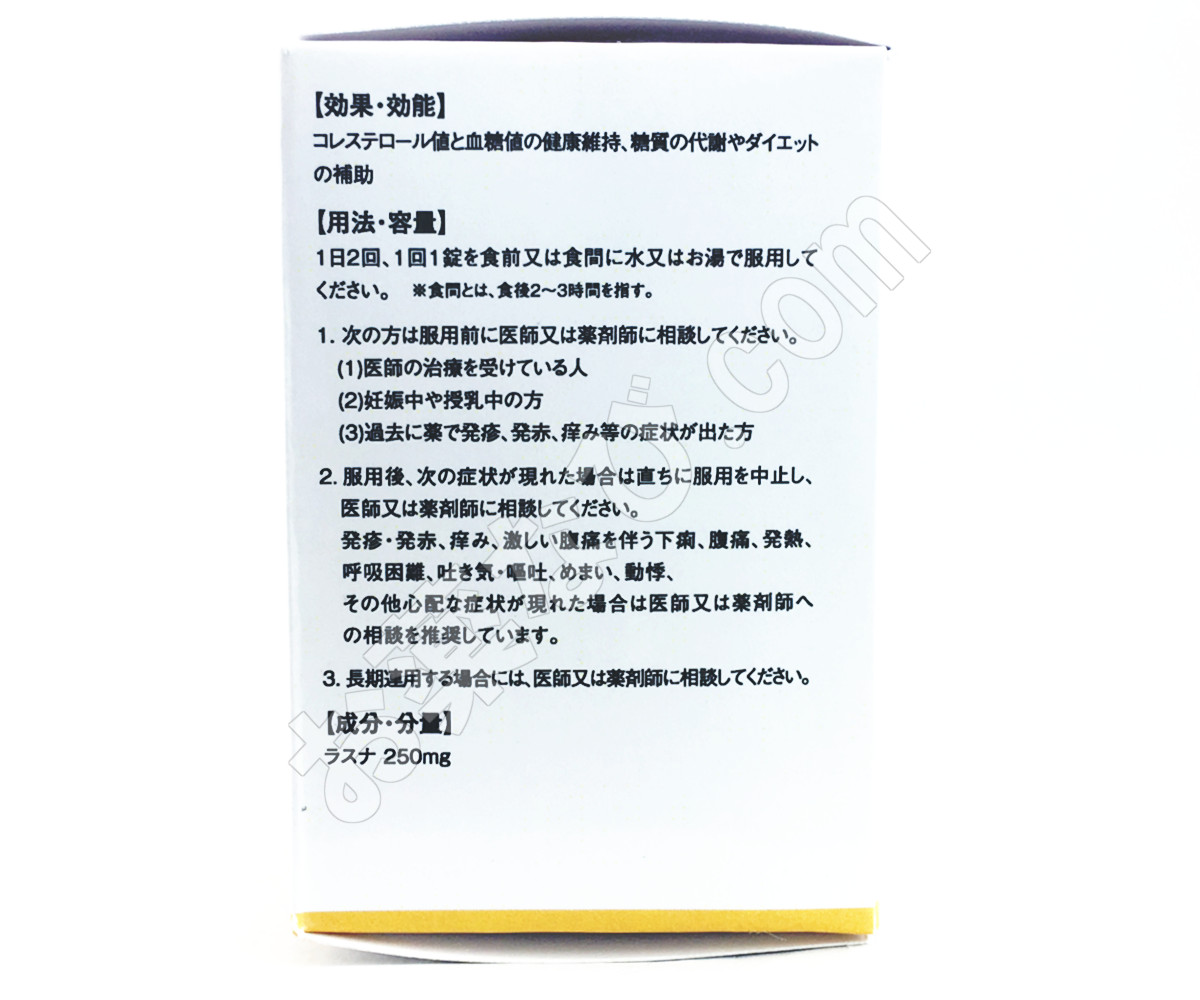 【効果・効能】
コレステロール値と血糖値の健康維持、糖質の代謝やダイエット
の補助
【用法・容量】
1日2回、1回1錠を食前又は食間に水又はお湯で服用して
ください。 ※食間とは、食後2～3時間を指す。
1. 次の方は服用前に医師又は薬剤師に相談してください。
(1)医師の治療を受けている人
(2)妊娠中や授乳中の方
(3)過去に薬で発疹、発赤、痒み等の症状が出た方
2. 服用後、次の症状が現れた場合は直ちに服用を中止し、
医師又は薬剤師に相談してください。
発疹・発赤、痒み、激しい腹痛を伴う下痢、腹痛、発熱、
呼吸困難、吐き気・嘔吐、めまい、動悸、
その他心配な症状が現れた場合は医師又は薬剤師へ
の相談を推奨しています。
3. 長期連用する場合には、医師又は薬剤師に相談してください。
【成分・分量】
ラスナ 250mg
お薬なび.com